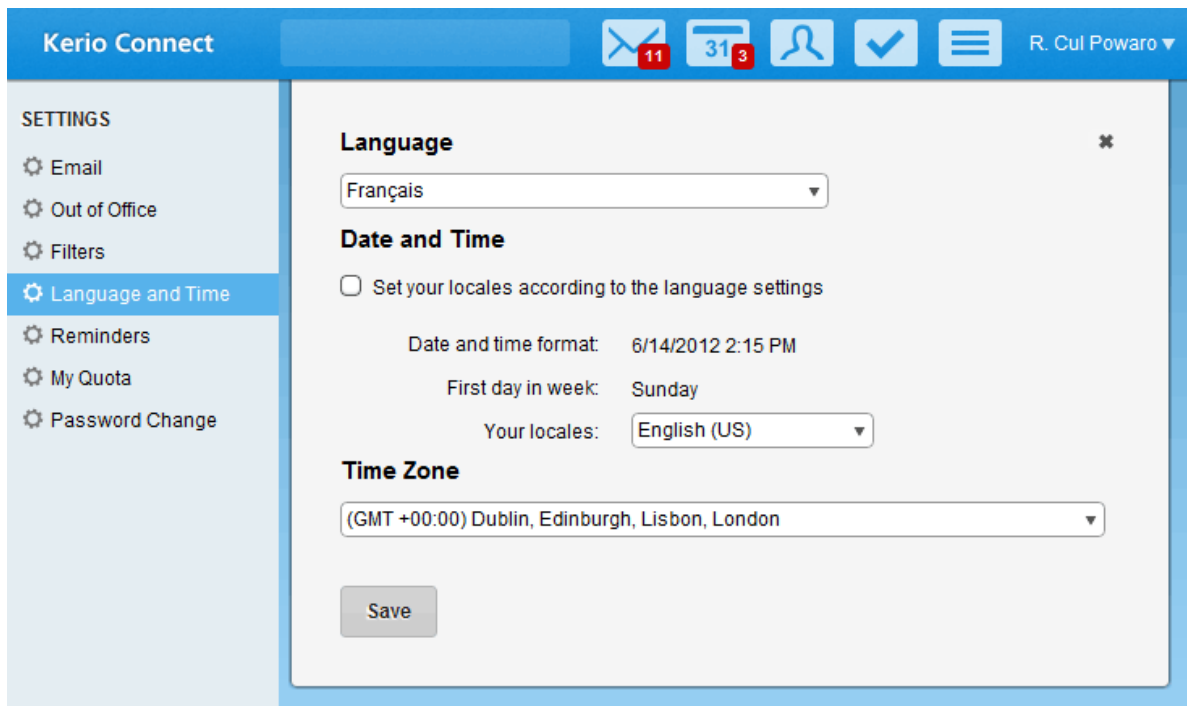 Kerio Connect
11
31
3
R. Cul Powaro
SETTINGS
Email
Out of Office
Filters
Language and Time
Reminders
My Quota
Password Change
Language
Français
Date and Time
Set your locales according to the language settings
Date and time format: 6/14/2012 2:15 PM
First day in week: Sunday
Your locales: English (US)
Time Zone
(GMT +00:00) Dublin, Edinburgh, Lisbon, London
Save